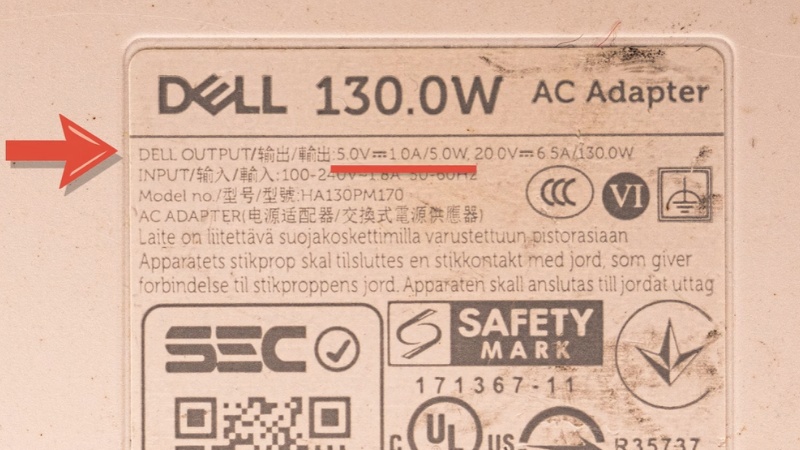 DELL 130.0W AC Adapter
DELL OUTPUT/输出/輸出:5.0V⎓1.0A/5.0W, 20.0V⎓6.5A/130.0W
INPUT/输入/輸入:100-240V~1.8A 50-60Hz
Model no./型号/型號:HA130PM170
AC ADAPTER(电源适配器/交換式電源供應器)
Laite on liitettävä suojakoskettimilla varustettuun pistorasiaan
Apparatets stikprop skal tilsluttes en stikkontakt med jord, som giver
forbindelse til stikproppens jord. Apparaten skall anslutas till jordat uttag
CCC
VI
SEC
SAFETY
MARK
171367-11
c UL US
R35737